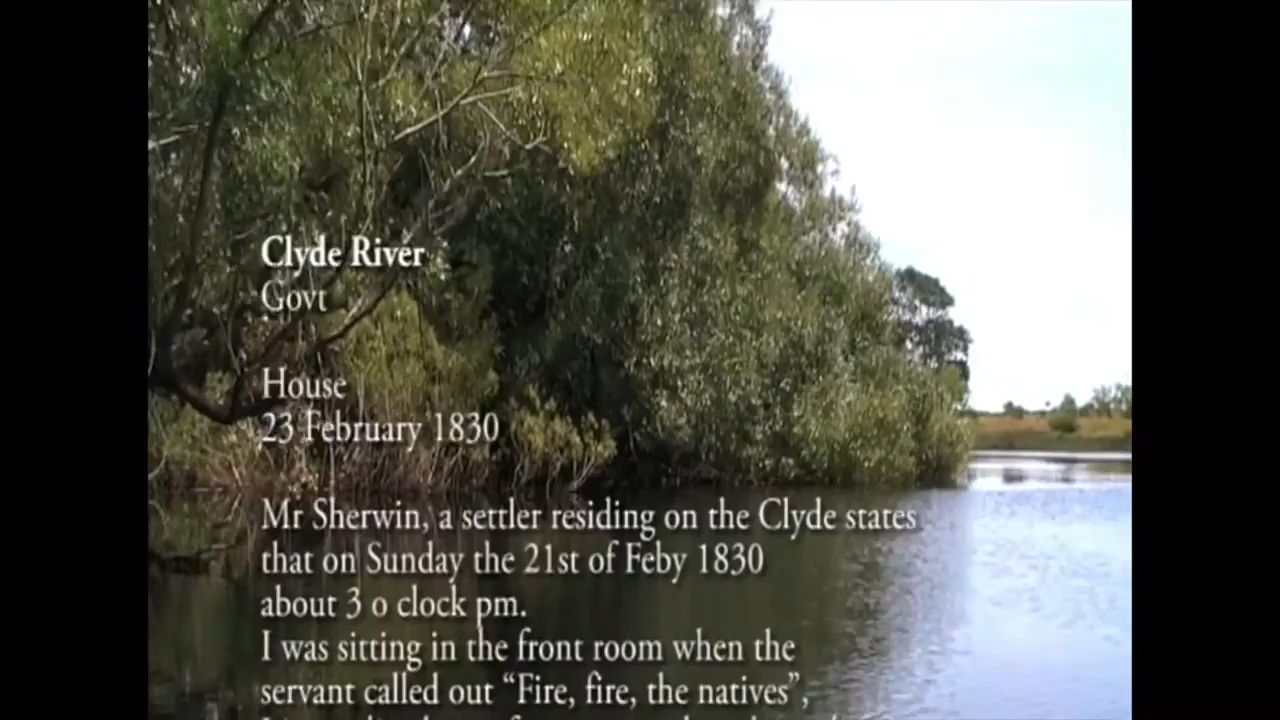 Clyde River
Govt
House
23 February 1830
Mr Sherwin, a settler residing on the Clyde states
that on Sunday the 21st of Feby 1830
about 3 o clock pm.
I was sitting in the front room when the
servant called out “Fire, fire, the natives”,